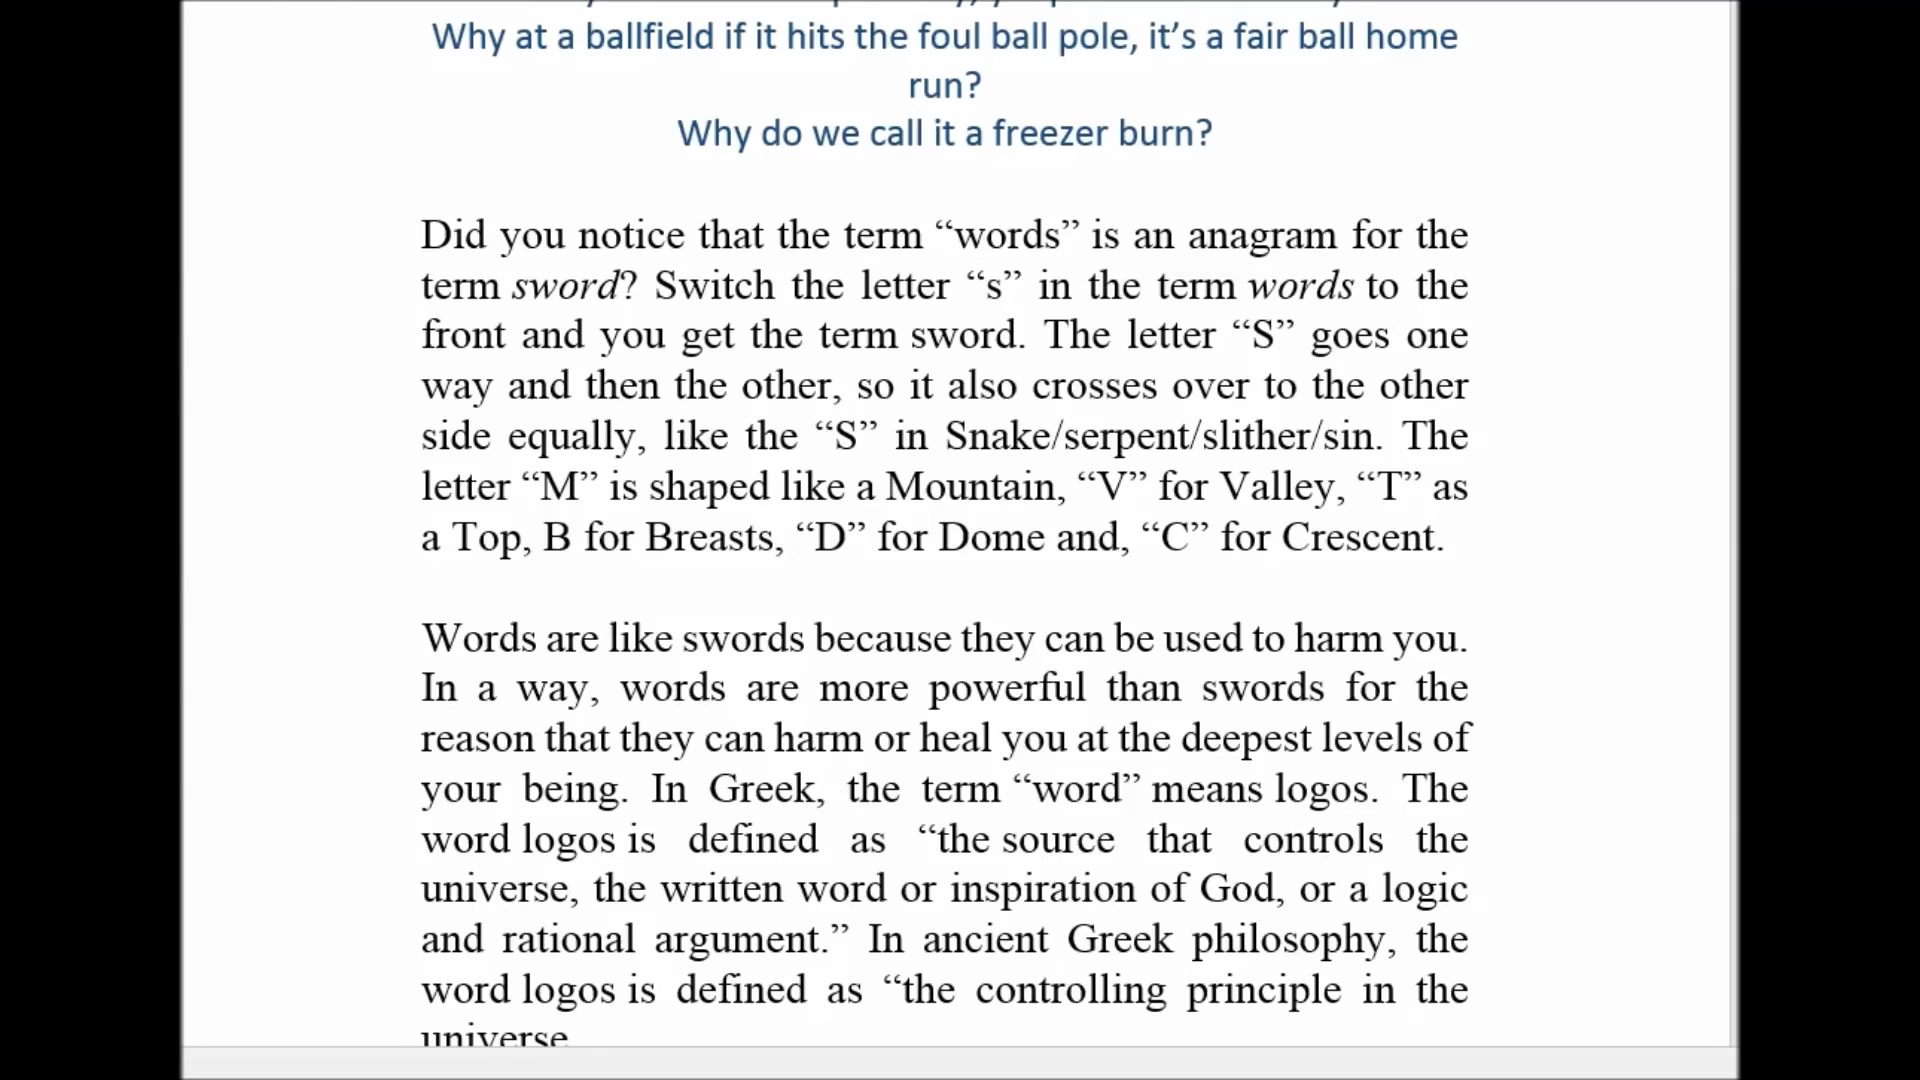 Why at a ballfield if it hits the foul ball pole, it’s a fair ball home
run?
Why do we call it a freezer burn?
Did you notice that the term “words” is an anagram for the
term sword? Switch the letter “s” in the term words to the
front and you get the term sword. The letter “S” goes one
way and then the other, so it also crosses over to the other
side equally, like the “S” in Snake/serpent/slither/sin. The
letter “M” is shaped like a Mountain, “V” for Valley, “T” as
a Top, B for Breasts, “D” for Dome and, “C” for Crescent.
Words are like swords because they can be used to harm you.
In a way, words are more powerful than swords for the
reason that they can harm or heal you at the deepest levels of
your being. In Greek, the term “word” means logos. The
word logos is defined as “the source that controls the
universe, the written word or inspiration of God, or a logic
and rational argument.” In ancient Greek philosophy, the
word logos is defined as “the controlling principle in the
universe